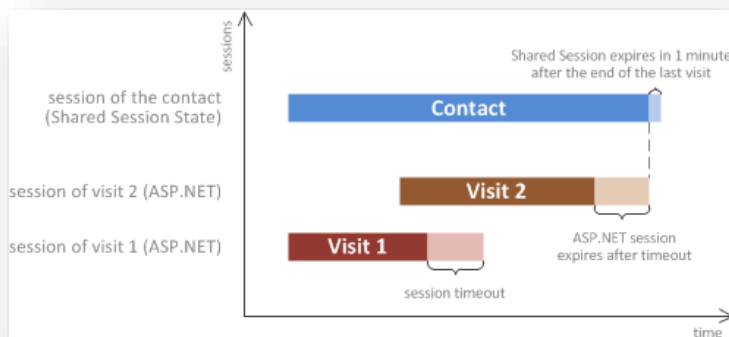 sessions
Shared Session expires in 1 minute
after the end of the last visit
session of the contact
(Shared Session State)
Contact
session of visit 2 (ASP.NET)
Visit 2
session of visit 1 (ASP.NET)
Visit 1
ASP.NET session
expires after timeout
session timeout
time